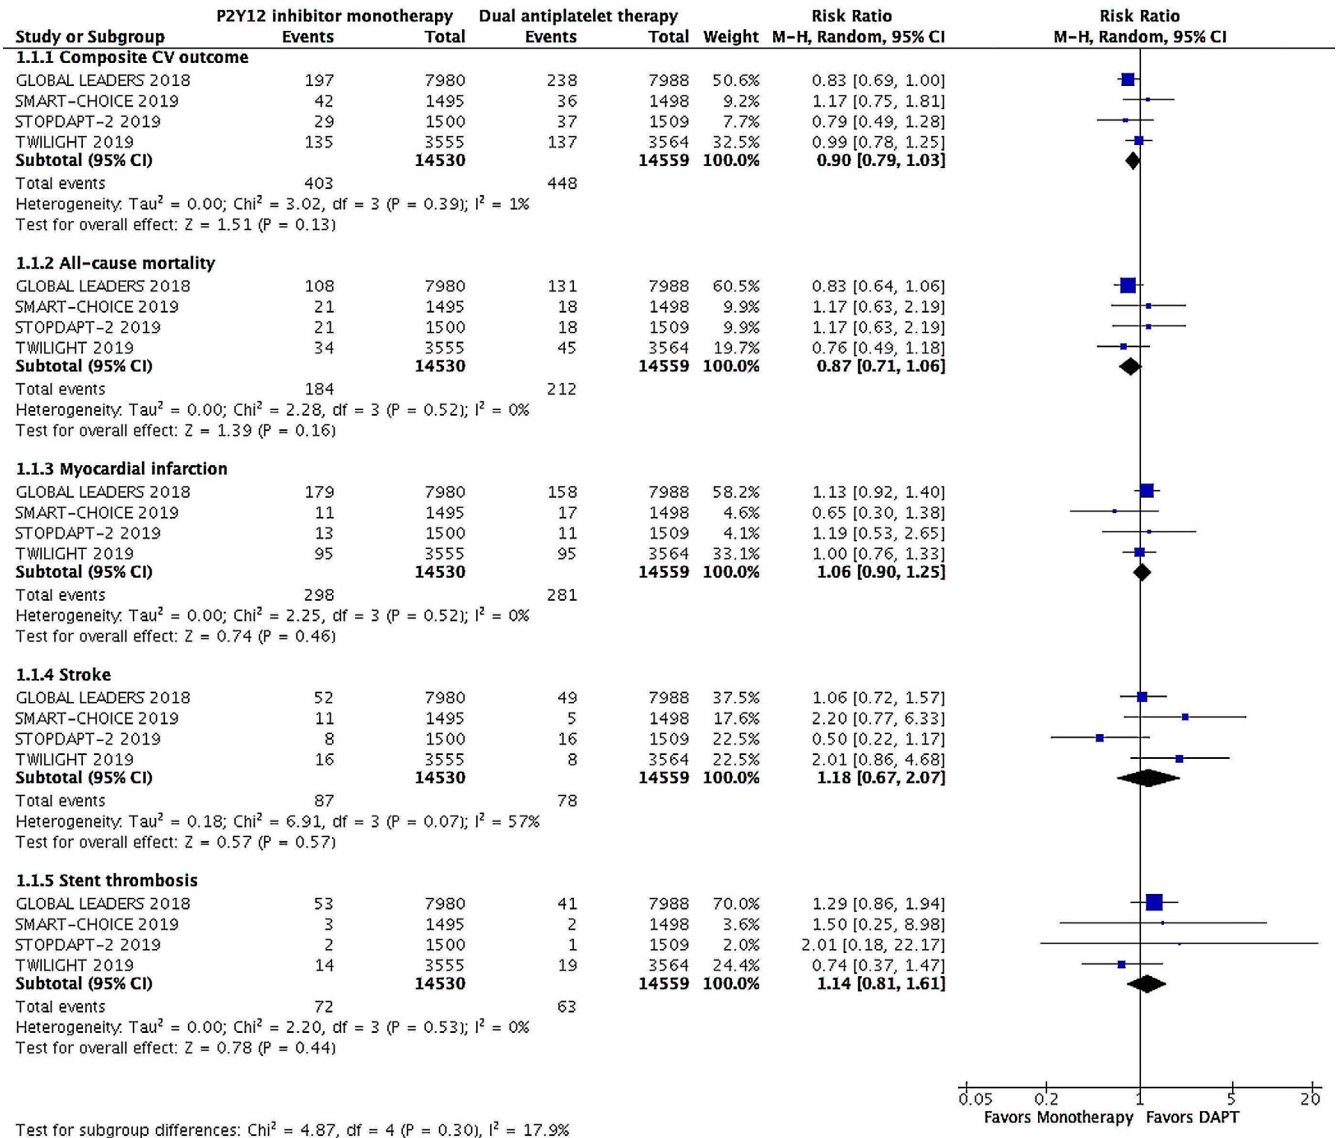 P2Y12 inhibitor monotherapy Dual antiplatelet therapy Risk Ratio Risk Ratio
Study or Subgroup Events Total Events Total Weight M-H, Random, 95% CI M-H, Random, 95% CI
1.1.1 Composite CV outcome
GLOBAL LEADERS 2018 197 7980 238 7988 50.6% 0.83 [0.69, 1.00]
SMART-CHOICE 2019 42 1495 36 1498 9.2% 1.17 [0.75, 1.81]
STOPDAPT-2 2019 29 1500 37 1509 7.7% 0.79 [0.49, 1.28]
TWILIGHT 2019 135 3555 137 3564 32.5% 0.99 [0.78, 1.25]
Subtotal (95% CI) 14530 14559 100.0% 0.90 [0.79, 1.03]
Total events 403 448
Heterogeneity: Tau² = 0.00; Chi² = 3.02, df = 3 (P = 0.39); I² = 1%
Test for overall effect: Z = 1.51 (P = 0.13)
1.1.2 All-cause mortality
GLOBAL LEADERS 2018 108 7980 131 7988 60.5% 0.83 [0.64, 1.06]
SMART-CHOICE 2019 21 1495 18 1498 9.9% 1.17 [0.63, 2.19]
STOPDAPT-2 2019 21 1500 18 1509 9.9% 1.17 [0.63, 2.19]
TWILIGHT 2019 34 3555 45 3564 19.7% 0.76 [0.49, 1.18]
Subtotal (95% CI) 14530 14559 100.0% 0.87 [0.71, 1.06]
Total events 184 212
Heterogeneity: Tau² = 0.00; Chi² = 2.28, df = 3 (P = 0.52); I² = 0%
Test for overall effect: Z = 1.39 (P = 0.16)
1.1.3 Myocardial infarction
GLOBAL LEADERS 2018 179 7980 158 7988 58.2% 1.13 [0.92, 1.40]
SMART-CHOICE 2019 11 1495 17 1498 4.6% 0.65 [0.30, 1.38]
STOPDAPT-2 2019 13 1500 11 1509 4.1% 1.19 [0.53, 2.65]
TWILIGHT 2019 95 3555 95 3564 33.1% 1.00 [0.76, 1.33]
Subtotal (95% CI) 14530 14559 100.0% 1.06 [0.90, 1.25]
Total events 298 281
Heterogeneity: Tau² = 0.00; Chi² = 2.25, df = 3 (P = 0.52); I² = 0%
Test for overall effect: Z = 0.74 (P = 0.46)
1.1.4 Stroke
GLOBAL LEADERS 2018 52 7980 49 7988 37.5% 1.06 [0.72, 1.57]
SMART-CHOICE 2019 11 1495 5 1498 17.6% 2.20 [0.77, 6.33]
STOPDAPT-2 2019 8 1500 16 1509 22.5% 0.50 [0.22, 1.17]
TWILIGHT 2019 16 3555 8 3564 22.5% 2.01 [0.86, 4.68]
Subtotal (95% CI) 14530 14559 100.0% 1.18 [0.67, 2.07]
Total events 87 78
Heterogeneity: Tau² = 0.18; Chi² = 6.91, df = 3 (P = 0.07); I² = 57%
Test for overall effect: Z = 0.57 (P = 0.57)
1.1.5 Stent thrombosis
GLOBAL LEADERS 2018 53 7980 41 7988 70.0% 1.29 [0.86, 1.94]
SMART-CHOICE 2019 3 1495 2 1498 3.6% 1.50 [0.25, 8.98]
STOPDAPT-2 2019 2 1500 1 1509 2.0% 2.01 [0.18, 22.17]
TWILIGHT 2019 14 3555 19 3564 24.4% 0.74 [0.37, 1.47]
Subtotal (95% CI) 14530 14559 100.0% 1.14 [0.81, 1.61]
Total events 72 63
Heterogeneity: Tau² = 0.00; Chi² = 2.20, df = 3 (P = 0.53); I² = 0%
Test for overall effect: Z = 0.78 (P = 0.44)
0.05 0.2 1 5 20
Favors Monotherapy Favors DAPT
Test for subgroup differences: Chi² = 4.87, df = 4 (P = 0.30), I² = 17.9%